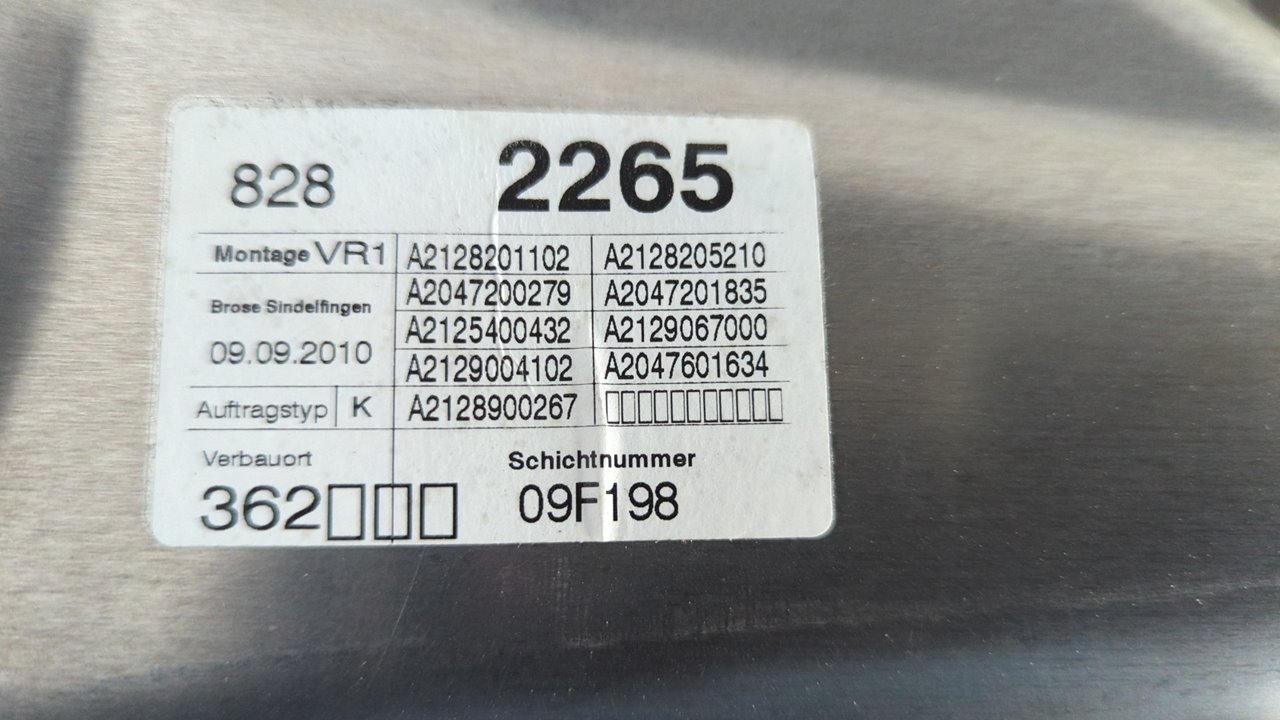 828 2265
Montage VR1 A2128201102 A2128205210
Brose Sindelfingen A2047200279 A2047201835
A2125400432 A2129067000
09.09.2010 A2129004102 A2047601634
Auftragstyp K A2128900267 ▯▯▯▯▯▯▯▯▯▯▯
Verbauort Schichtnummer
362▯▯▯ 09F198